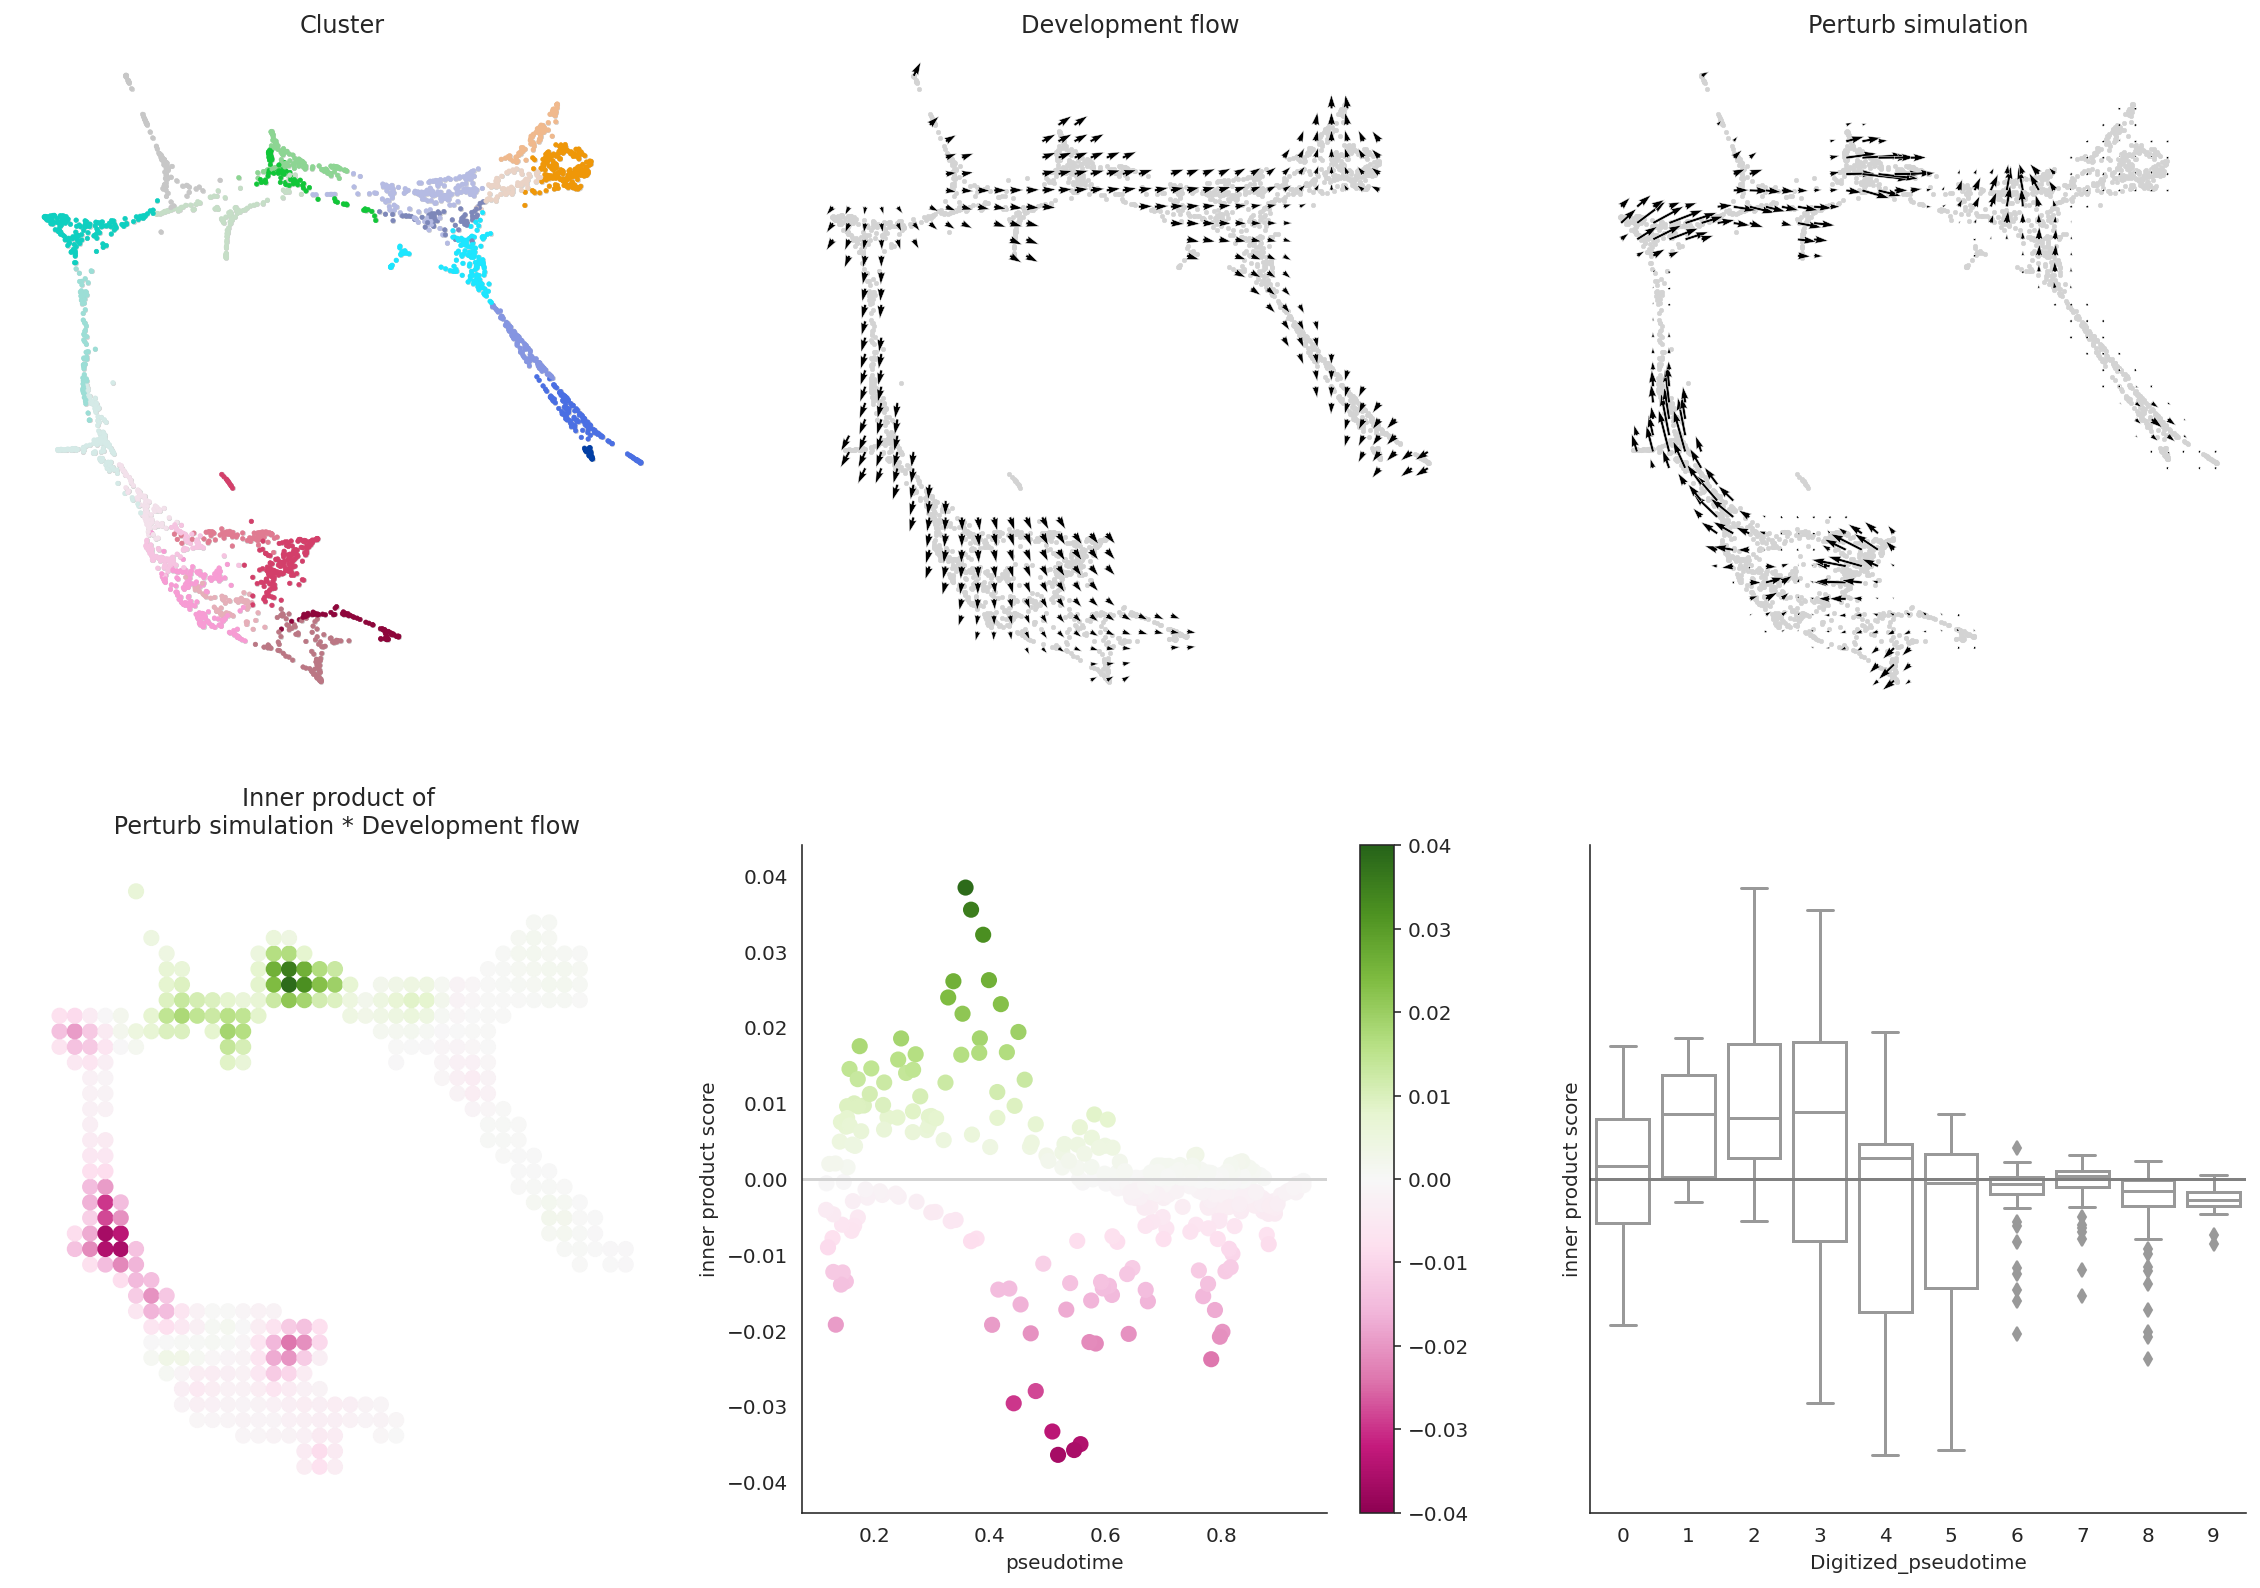 Cluster
Development flow
Perturb simulation
Inner product of
Perturb simulation * Development flow
inner product score
0.04
0.03
0.02
0.01
0.00
−0.01
−0.02
−0.03
−0.04
0.2 0.4 0.6 0.8
pseudotime
0.04
0.03
0.02
0.01
0.00
−0.01
−0.02
−0.03
−0.04
inner product score
0 1 2 3 4 5 6 7 8 9
Digitized_pseudotime